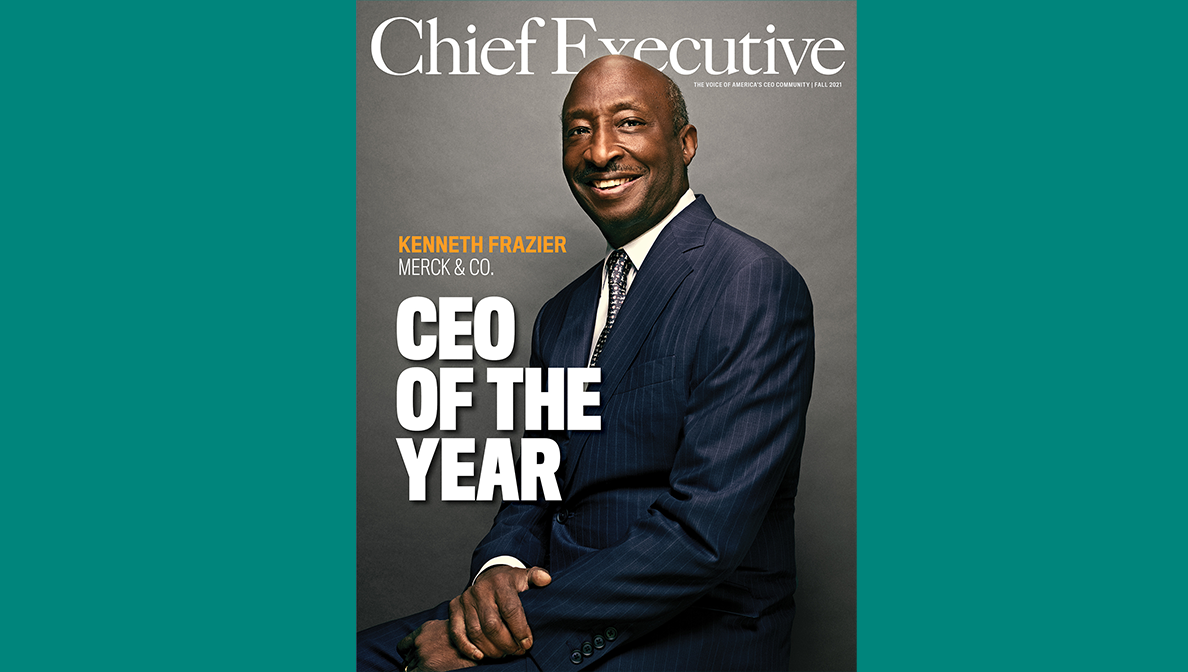 Chief Executive
THE VOICE OF AMERICA'S CEO COMMUNITY | FALL 2021
KENNETH FRAZIER
MERCK & CO.
CEO
OF THE
YEAR